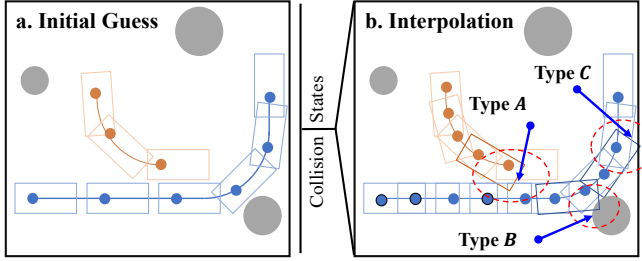 a. Initial Guess
Collision States
b. Interpolation
Type C
Type A
Type B